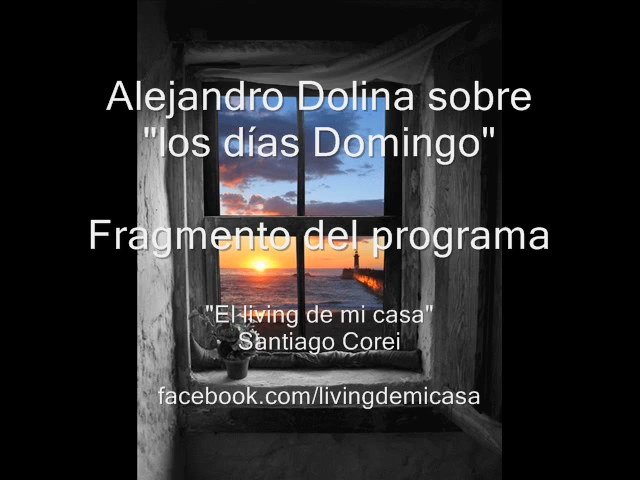 Alejandro Dolina sobre
"los días Domingo"
Fragmento del programa
"El living de mi casa"
Santiago Corei
facebook.com/livingdemicasa